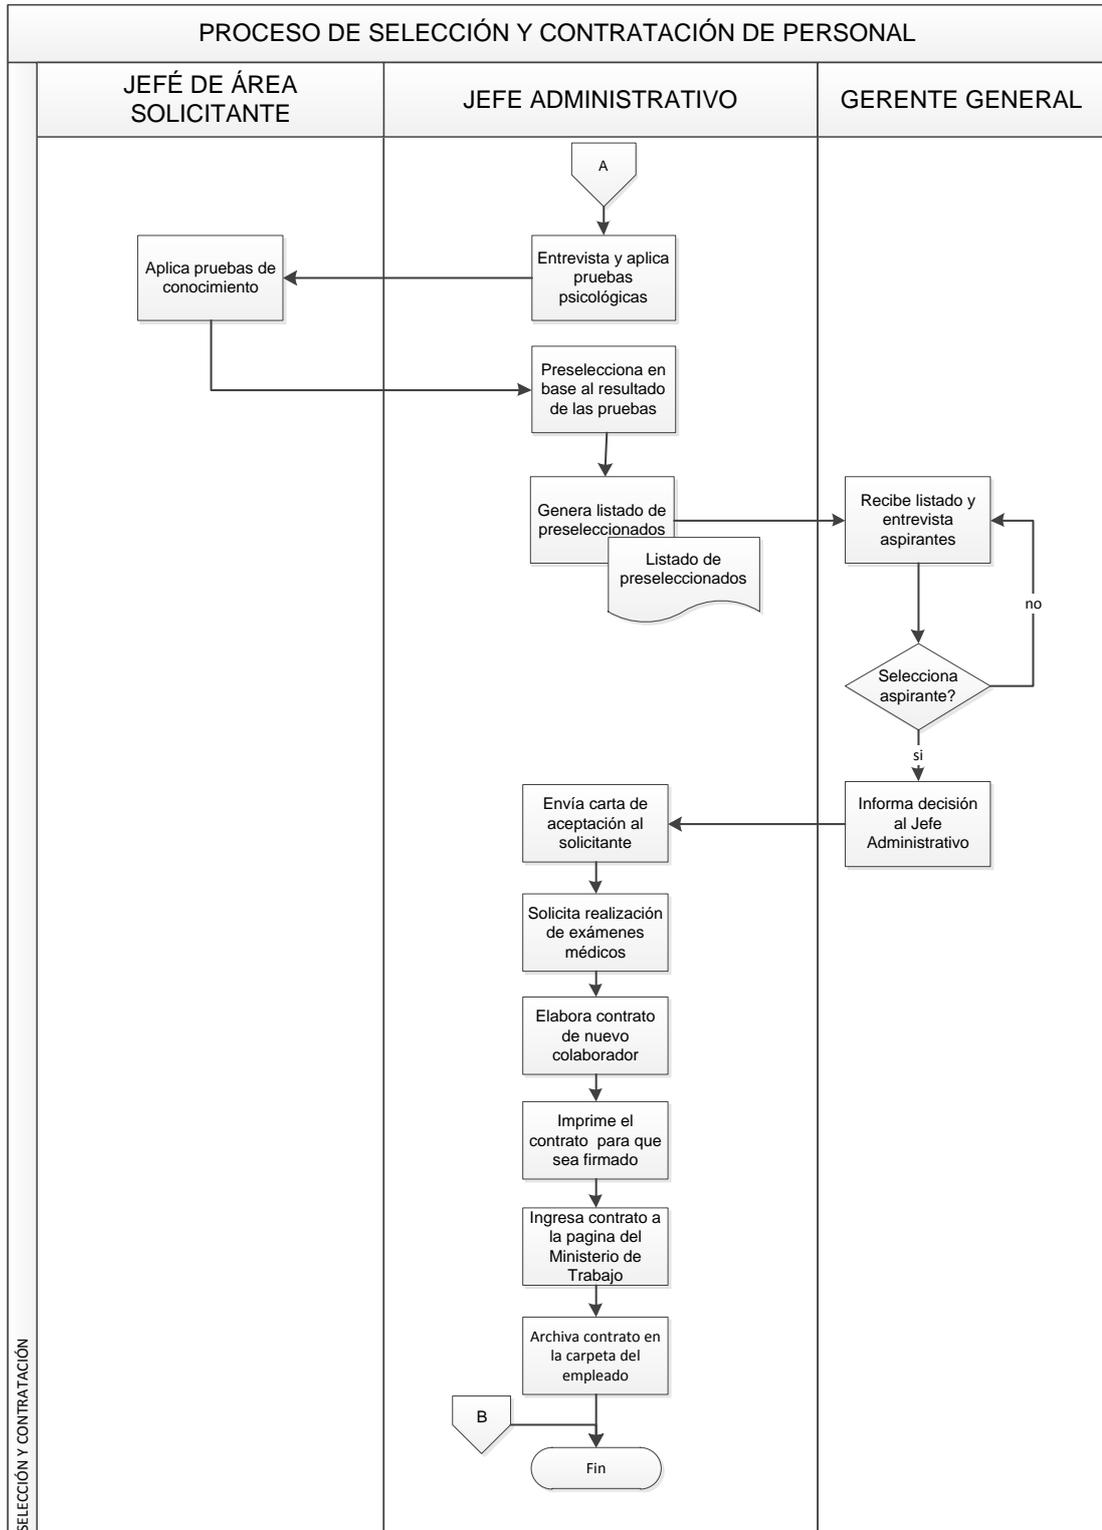 PROCESO DE SELECCIÓN Y CONTRATACIÓN DE PERSONAL
JEFÉ DE ÁREA
SOLICITANTE
JEFE ADMINISTRATIVO
GERENTE GENERAL
A
Entrevista y aplica
pruebas
psicológicas
Aplica pruebas de
conocimiento
Preselecciona en
base al resultado
de las pruebas
Genera listado de
preseleccionados
Listado de
preseleccionados
Recibe listado y
entrevista
aspirantes
no
Selecciona
aspirante?
si
Informa decisión
al Jefe
Administrativo
Envía carta de
aceptación al
solicitante
Solicita realización
de exámenes
médicos
Elabora contrato
de nuevo
colaborador
Imprime el
contrato  para que
sea firmado
Ingresa contrato a
la pagina del
Ministerio de
Trabajo
Archiva contrato en
la carpeta del
empleado
B
Fin
SELECCIÓN Y CONTRATACIÓN